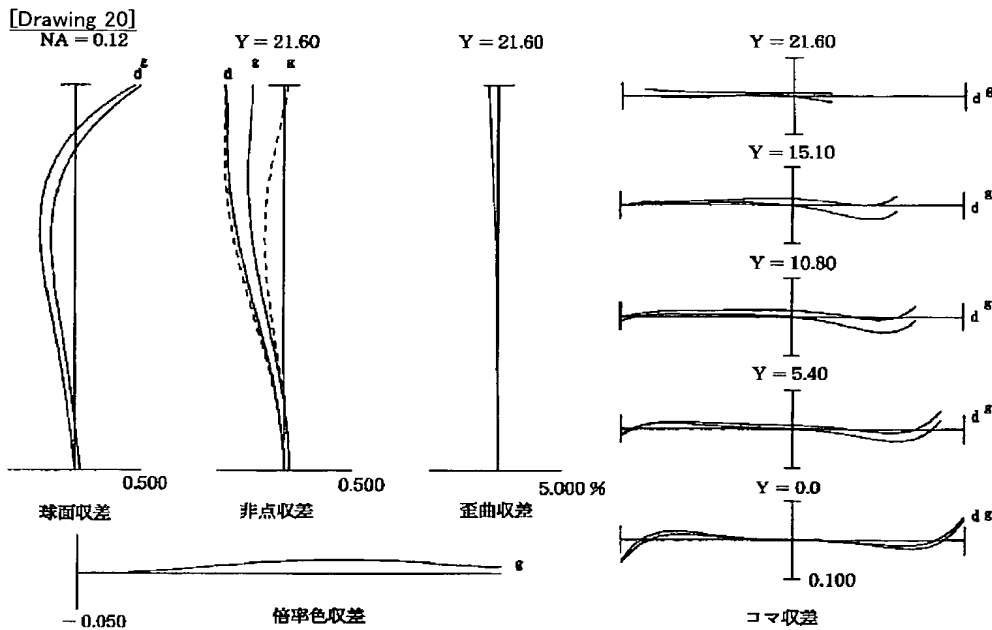 [Drawing 20]
NA = 0.12
Y = 21.60
Y = 21.60
Y = 21.60
d g
d g g
d g
Y = 15.10
d g
Y = 10.80
d g
Y = 5.40
d g
Y = 0.0
d g
0.500
0.500
5.000 %
0.100
球面収差
非点収差
歪曲収差
g
- 0.050
倍率色収差
コマ収差